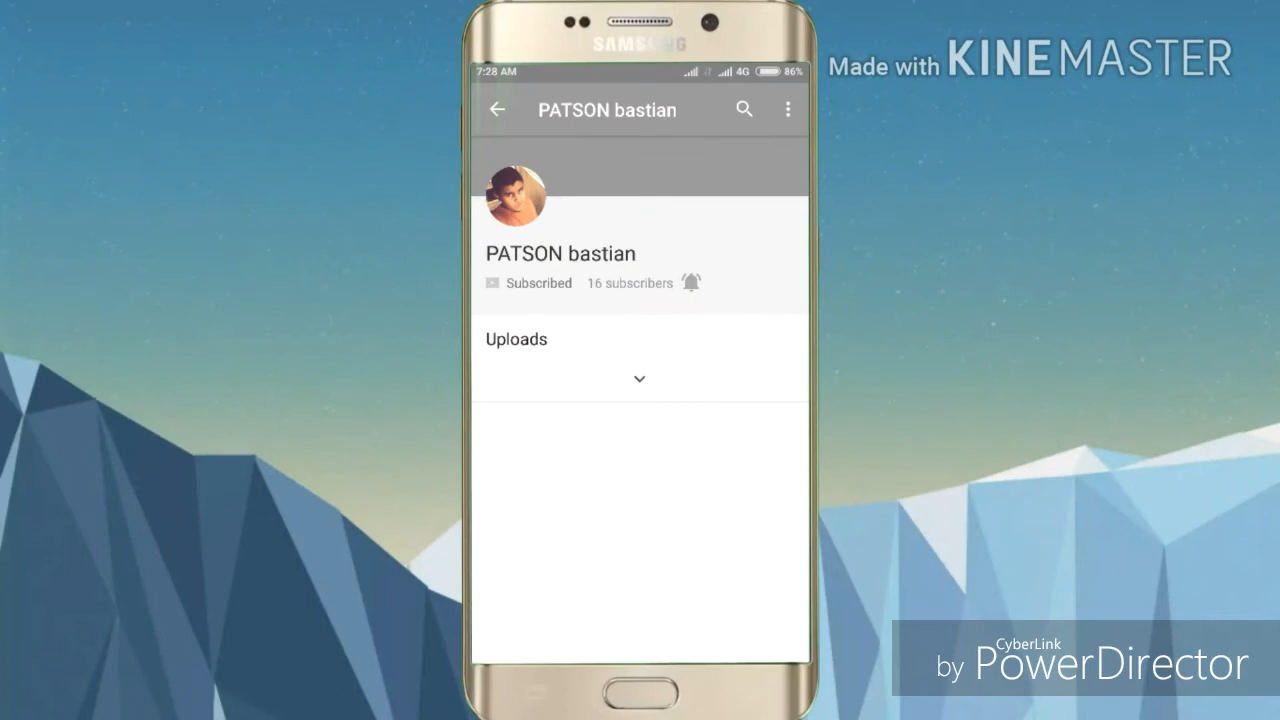 SAMSUNG
Made with KINEMASTER
7:28 AM 4G 86%
PATSON bastian
PATSON bastian
Subscribed 16 subscribers
Uploads
CyberLink
by PowerDirector